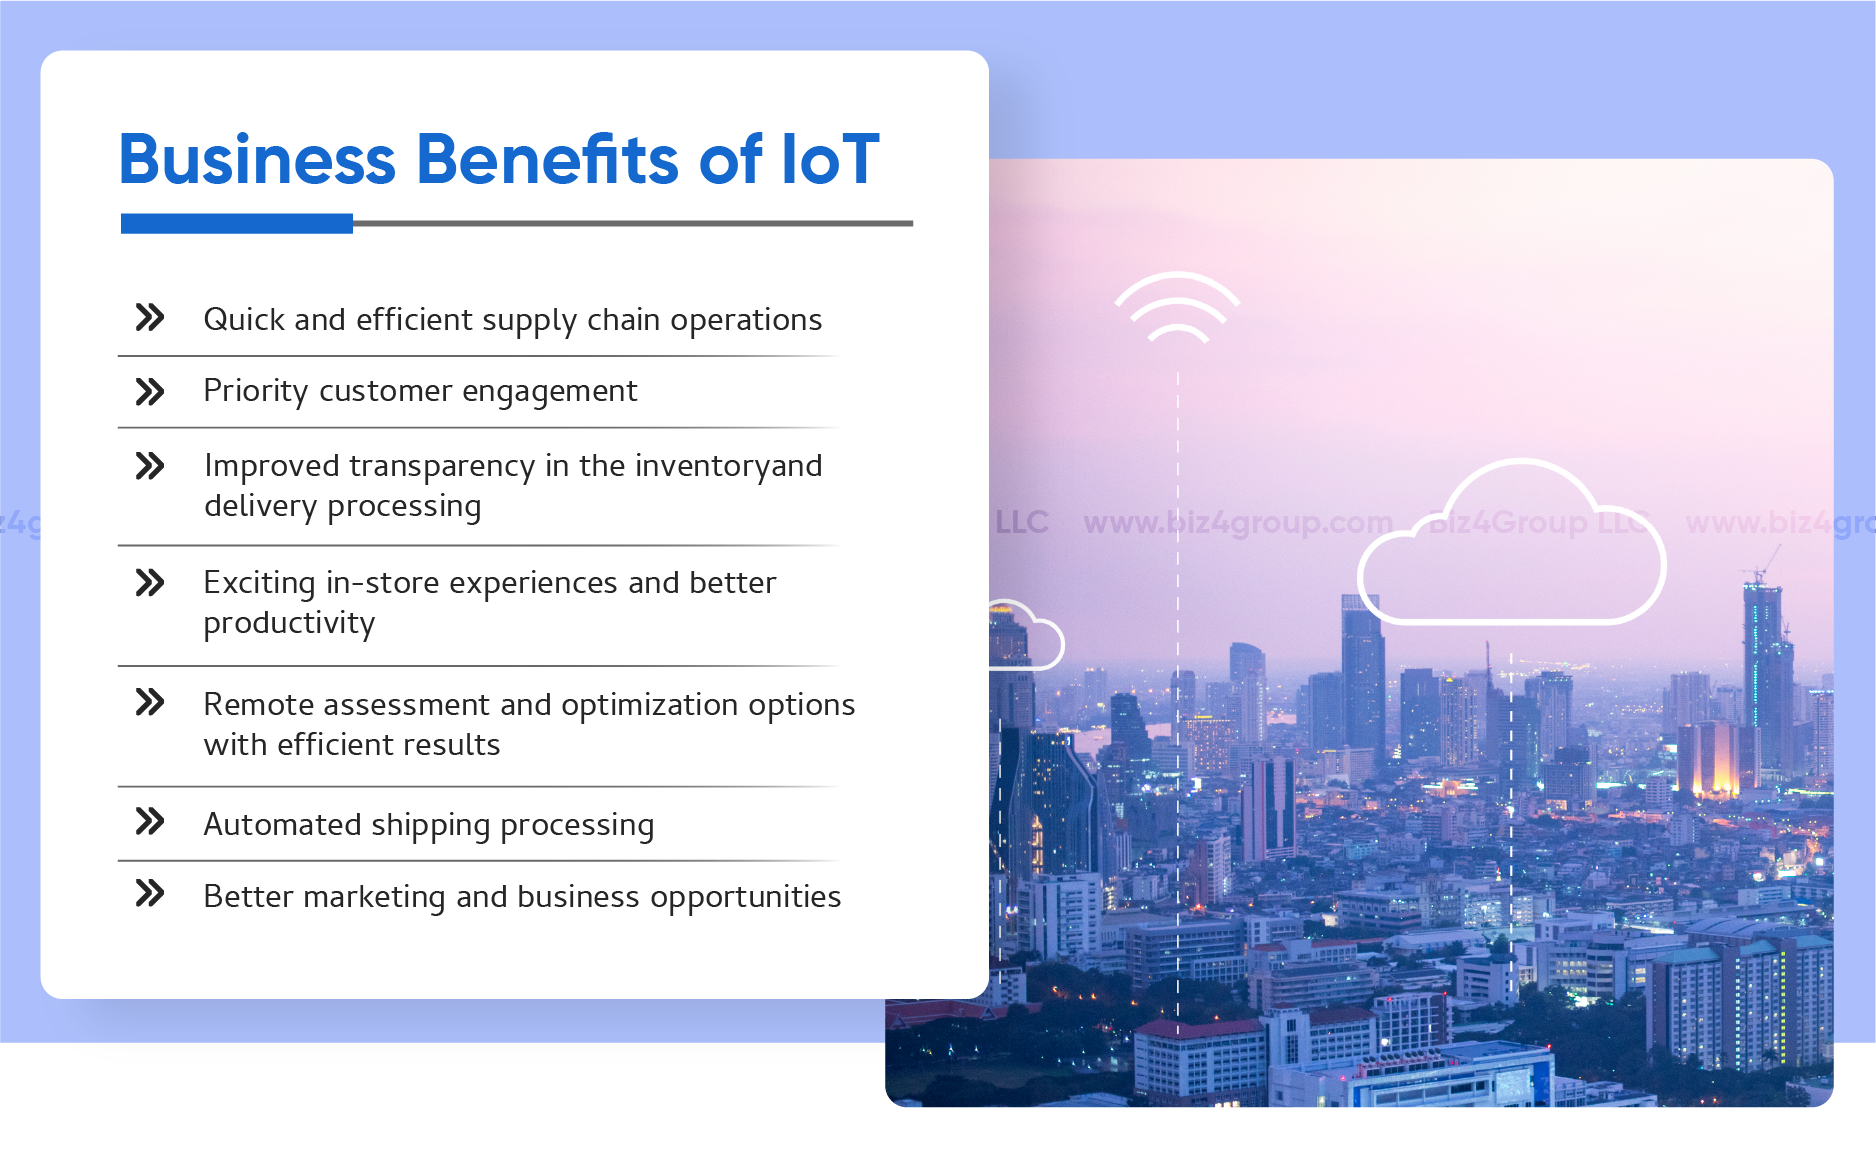 Business Benefits of IoT
Quick and efficient supply chain operations
Priority customer engagement
Improved transparency in the inventoryand
delivery processing
Exciting in-store experiences and better
productivity
Remote assessment and optimization options
with efficient results
Automated shipping processing
Better marketing and business opportunities
z4g LLC www.biz4group.com Biz4Group LLC www.biz4gro